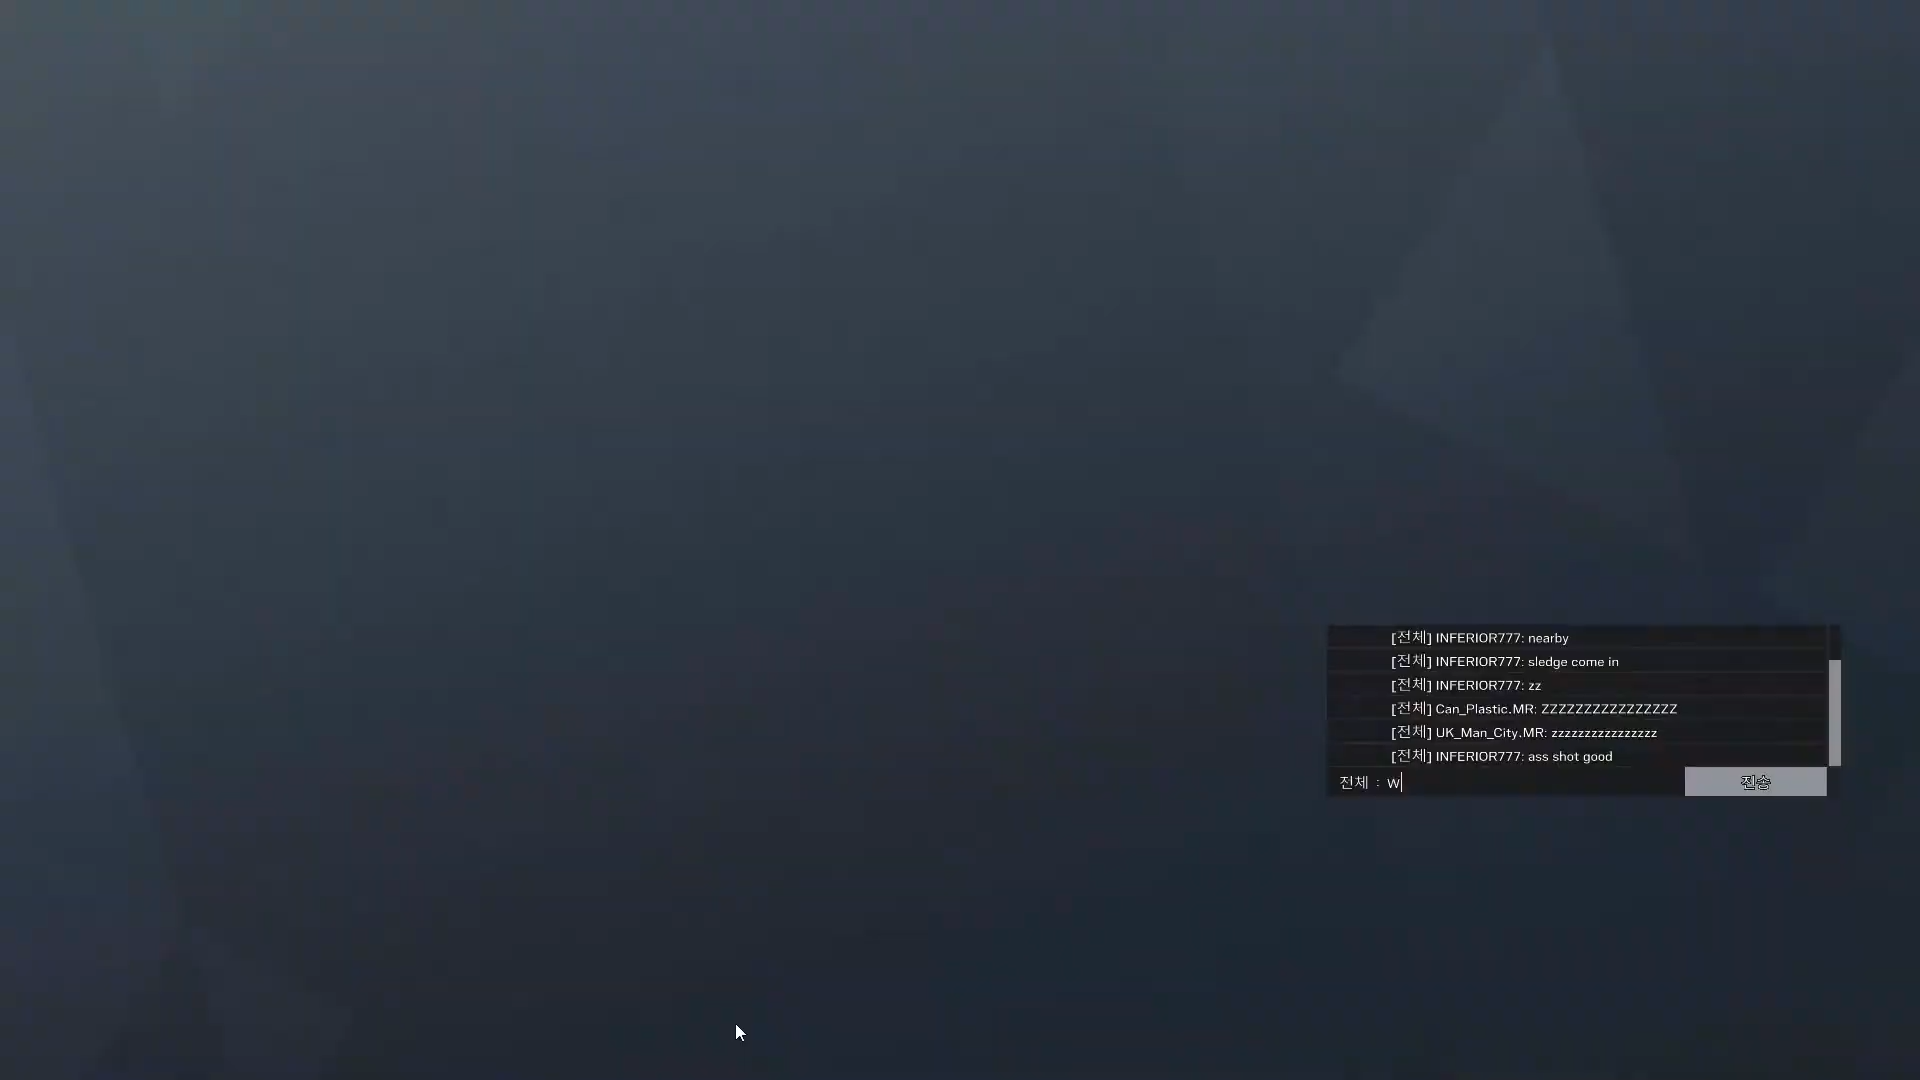 [전체] INFERIOR777: nearby
[전체] INFERIOR777: sledge come in
[전체] INFERIOR777: zz
[전체] Can_Plastic.MR: ZZZZZZZZZZZZZZZZ
[전체] UK_Man_City.MR: zzzzzzzzzzzzzzzz
[전체] INFERIOR777: ass shot good
전체 : w
전송